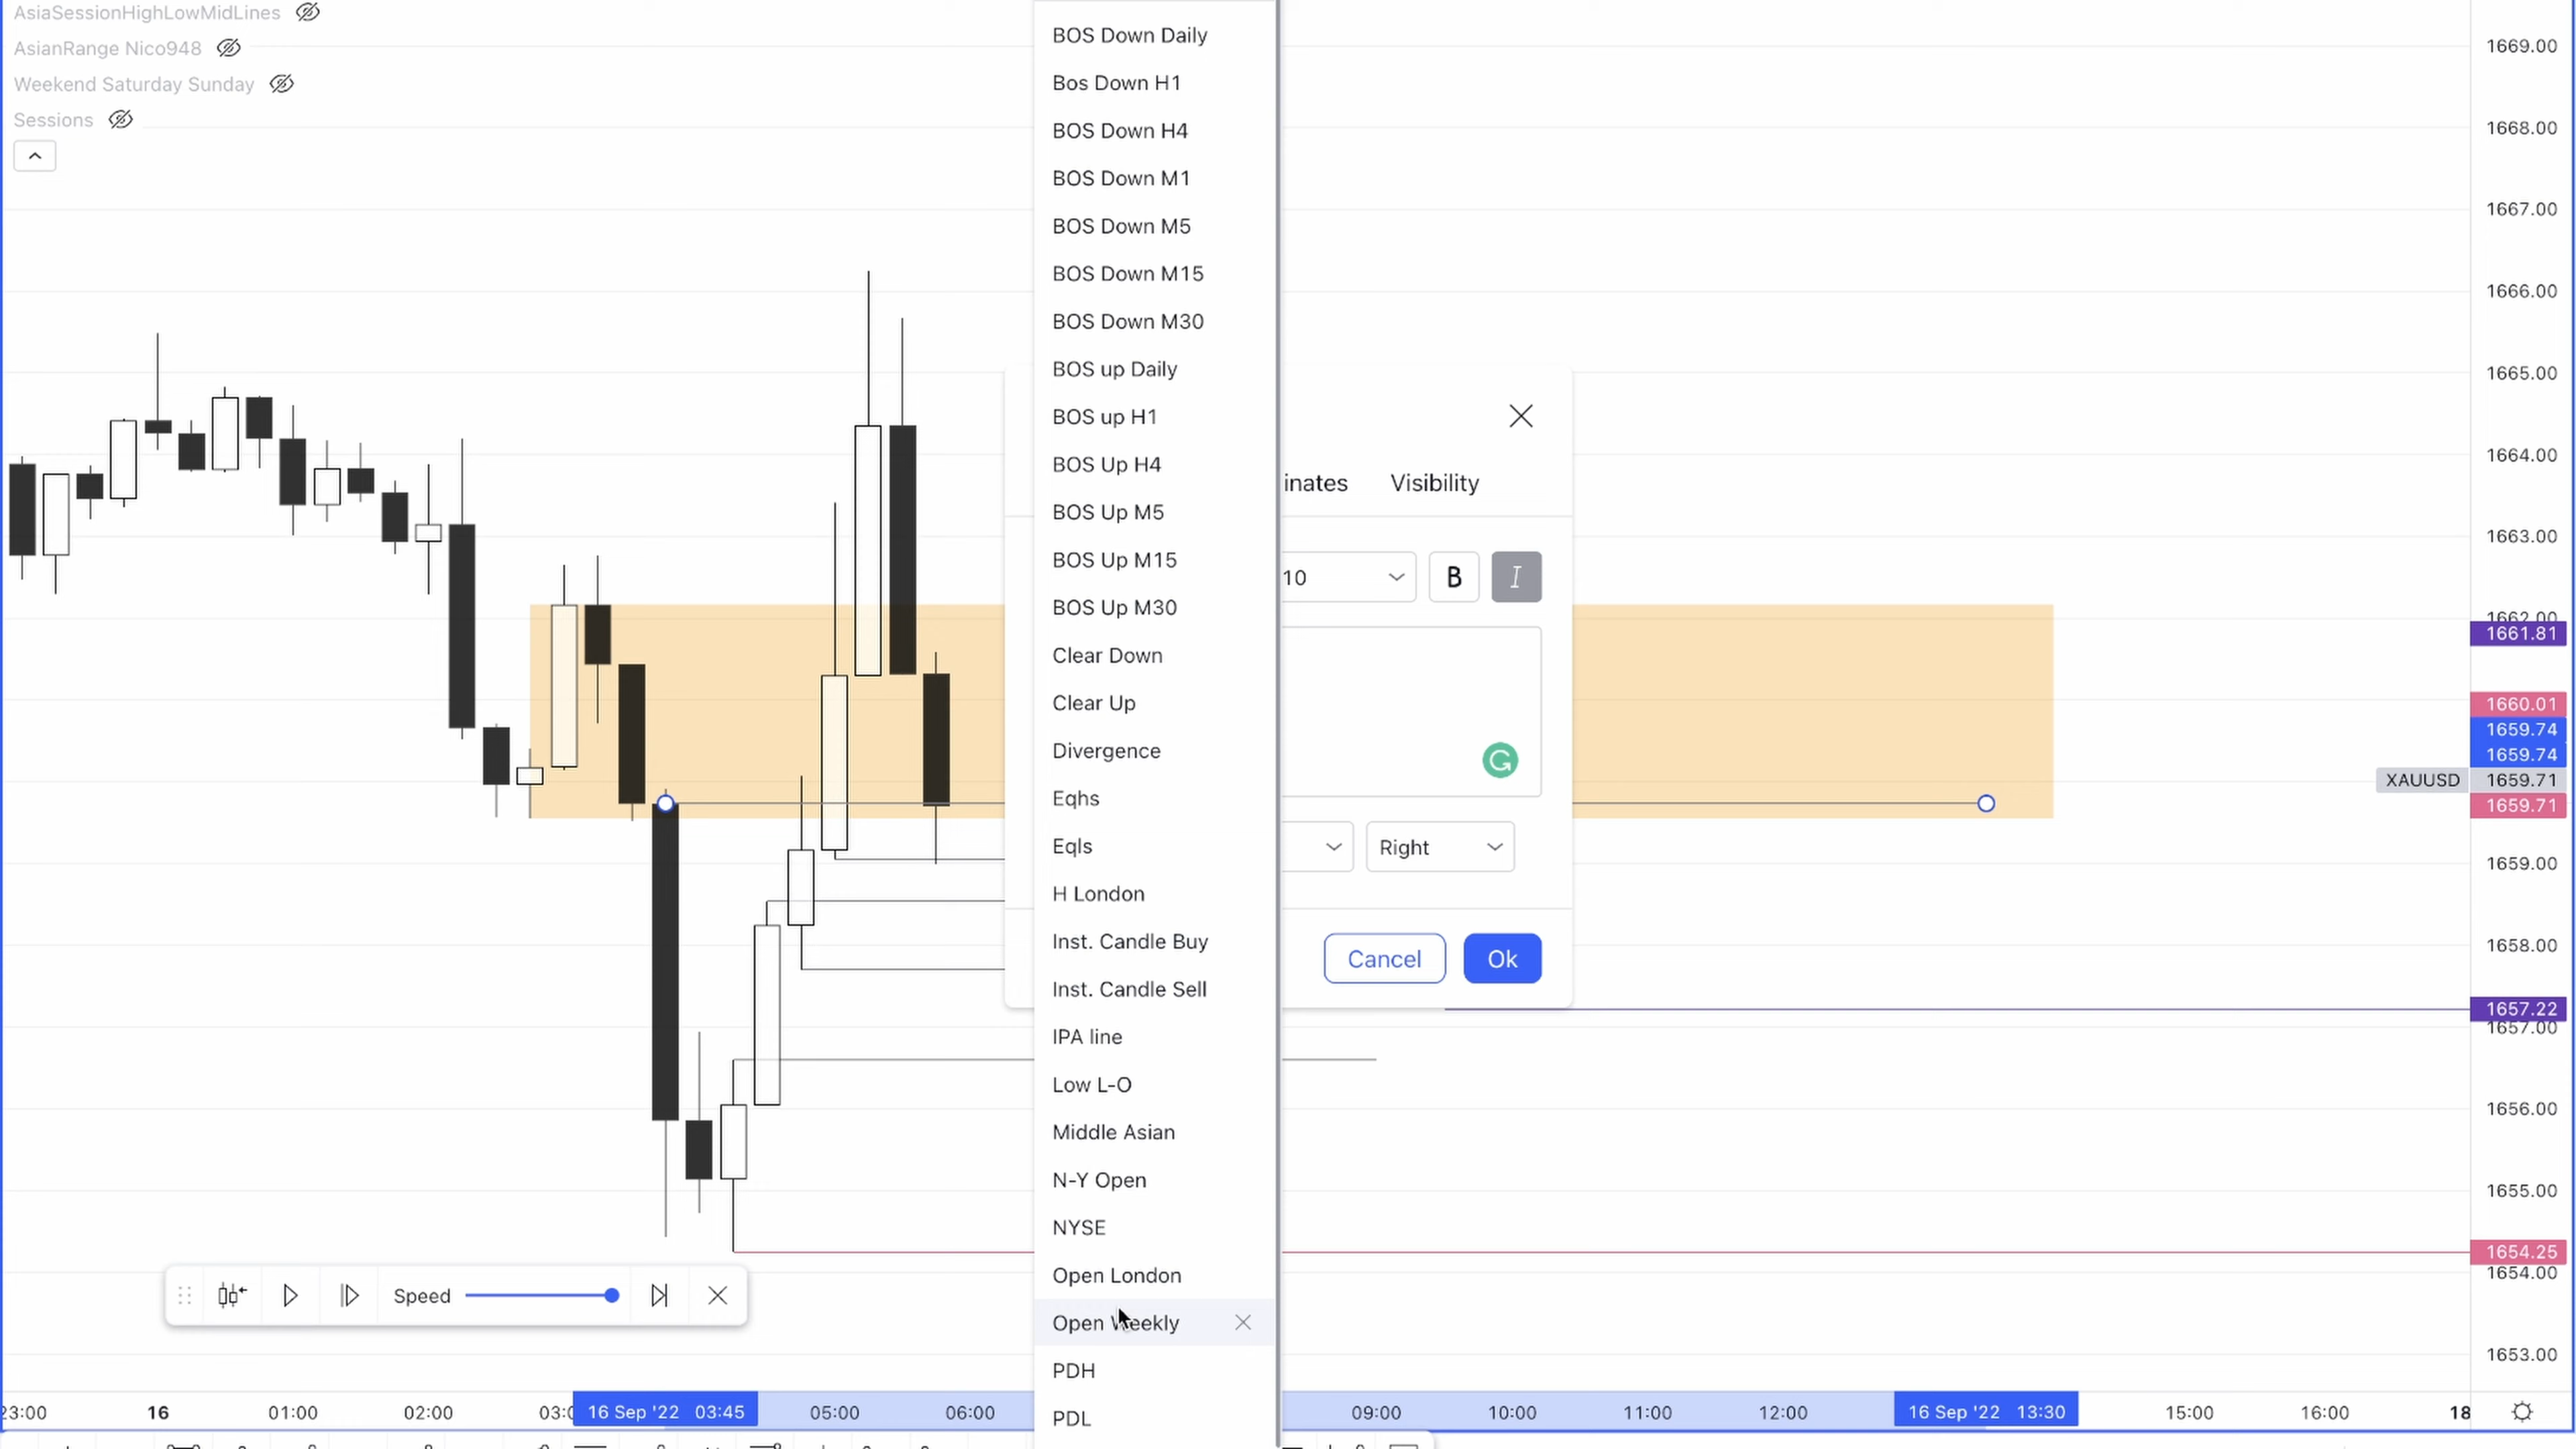 AsiaSessionHighLowMidLines
AsianRange Nico948
Weekend Saturday Sunday
Sessions
BOS Down Daily
Bos Down H1
BOS Down H4
BOS Down M1
BOS Down M5
BOS Down M15
BOS Down M30
BOS up Daily
BOS up H1
BOS Up H4
BOS Up M5
BOS Up M15
BOS Up M30
Clear Down
Clear Up
Divergence
Eqhs
Eqls
H London
Inst. Candle Buy
Inst. Candle Sell
IPA line
Low L-O
Middle Asian
N-Y Open
NYSE
Open London
Open Weekly
PDH
PDL
inates Visibility
10 B I
Right
Cancel Ok
Speed
1669.00
1668.00
1667.00
1666.00
1665.00
1664.00
1663.00
1662.00
1661.81
1660.01
1659.74
1659.74
XAUUSD 1659.71
1659.71
1659.00
1658.00
1657.22
1657.00
1656.00
1655.00
1654.25
1654.00
1653.00
23:00 16 01:00 02:00 03:0 16 Sep '22 03:45 05:00 06:00 09:00 10:00 11:00 12:00 16 Sep '22 13:30 15:00 16:00 18